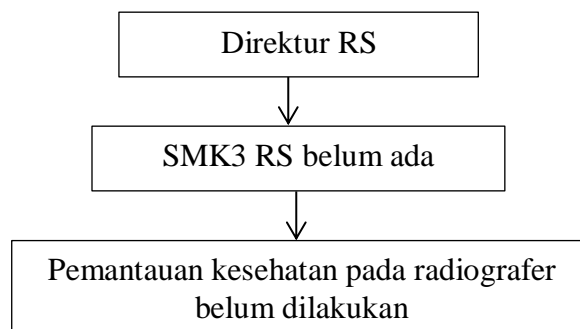 Direktur RS
SMK3 RS belum ada
Pemantauan kesehatan pada radiografer
belum dilakukan